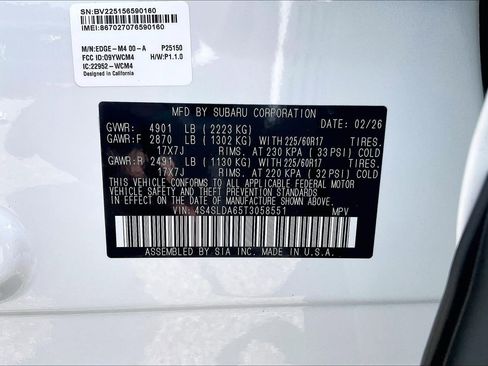 SN:BV225156590160
IMEI:867027076590160
M/N:EDGE-M4 00-A P25150
FCC ID:O9YWCM4 H/W:P1.1.0
IC:22952-WCM4
Designed in California
MFD BY SUBARU CORPORATION
GVWR: 4901 LB (2223 KG) DATE: 02/26
GAWR:F 2870 LB (1302 KG) WITH 225/60R17 TIRES.
17X7J RIMS. AT 230 KPA (33 PSI) COLD
GAWR:R 2491 LB (1130 KG) WITH 225/60R17 TIRES.
17X7J RIMS. AT 220 KPA (32 PSI) COLD
THIS VEHICLE CONFORMS TO ALL APPLICABLE FEDERAL MOTOR
VEHICLE SAFETY AND THEFT PREVENTION STANDARDS IN
EFFECT ON THE DATE OF MANUFACTURE SHOWN ABOVE.
VIN: 4S4SLDA65T3058551 MPV
ASSEMBLED BY SIA INC. MADE IN U.S.A.